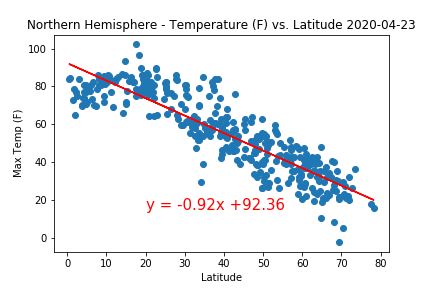 Northern Hemisphere - Temperature (F) vs. Latitude 2020-04-23
100
80
60
40
20
0
Max Temp (F)
y = -0.92x +92.36
0 10 20 30 40 50 60 70 80
Latitude